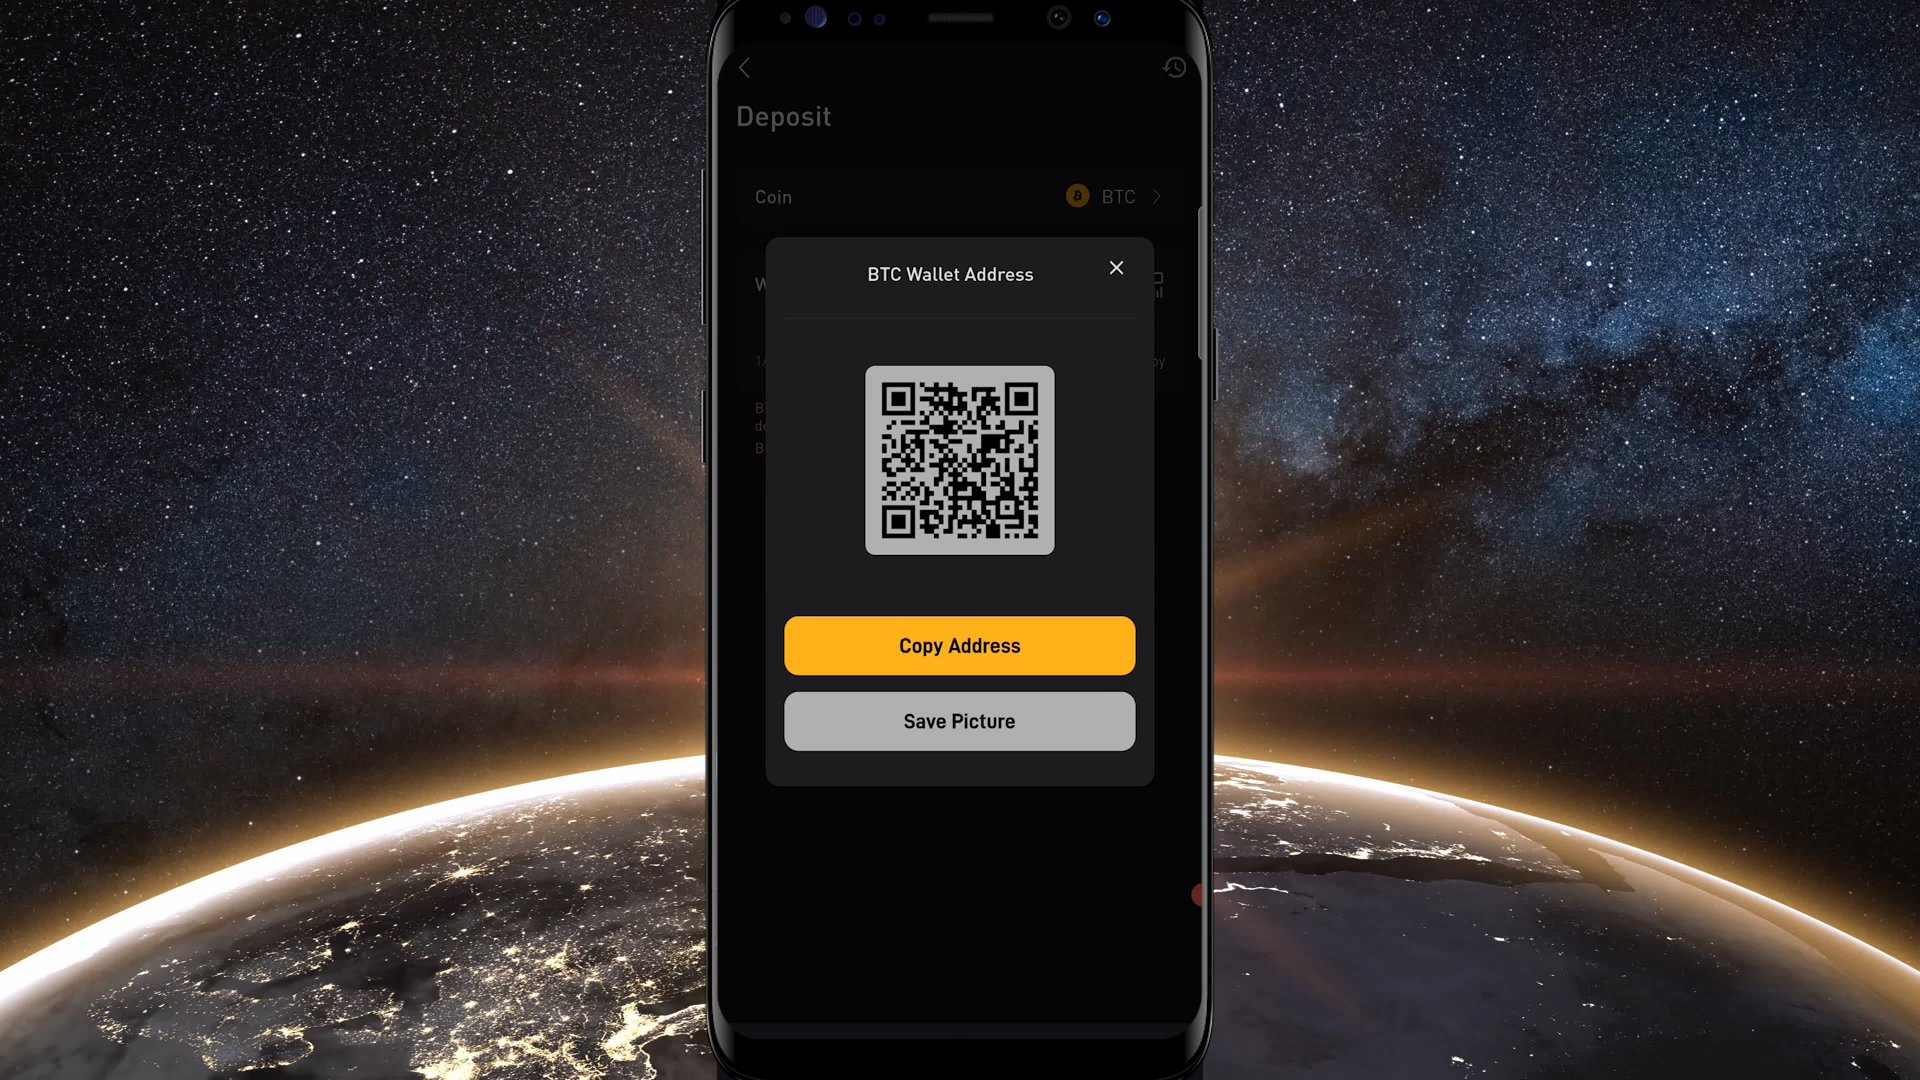 Deposit
Coin
BTC
BTC Wallet Address
Copy Address
Save Picture